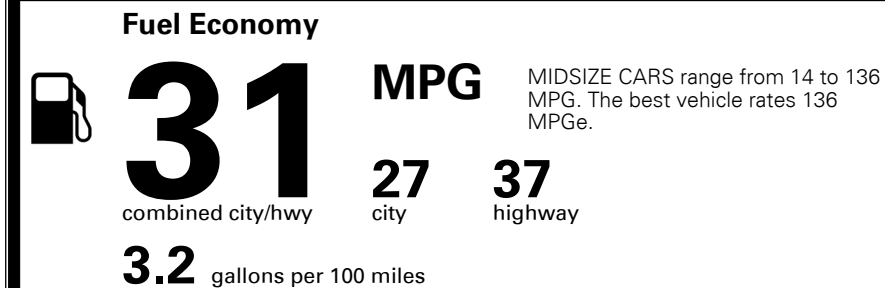 Fuel Economy
31
MPG
MIDSIZE CARS range from 14 to 136
MPG. The best vehicle rates 136
MPGe.
27 37
combined city/hwy city highway
3.2 gallons per 100 miles